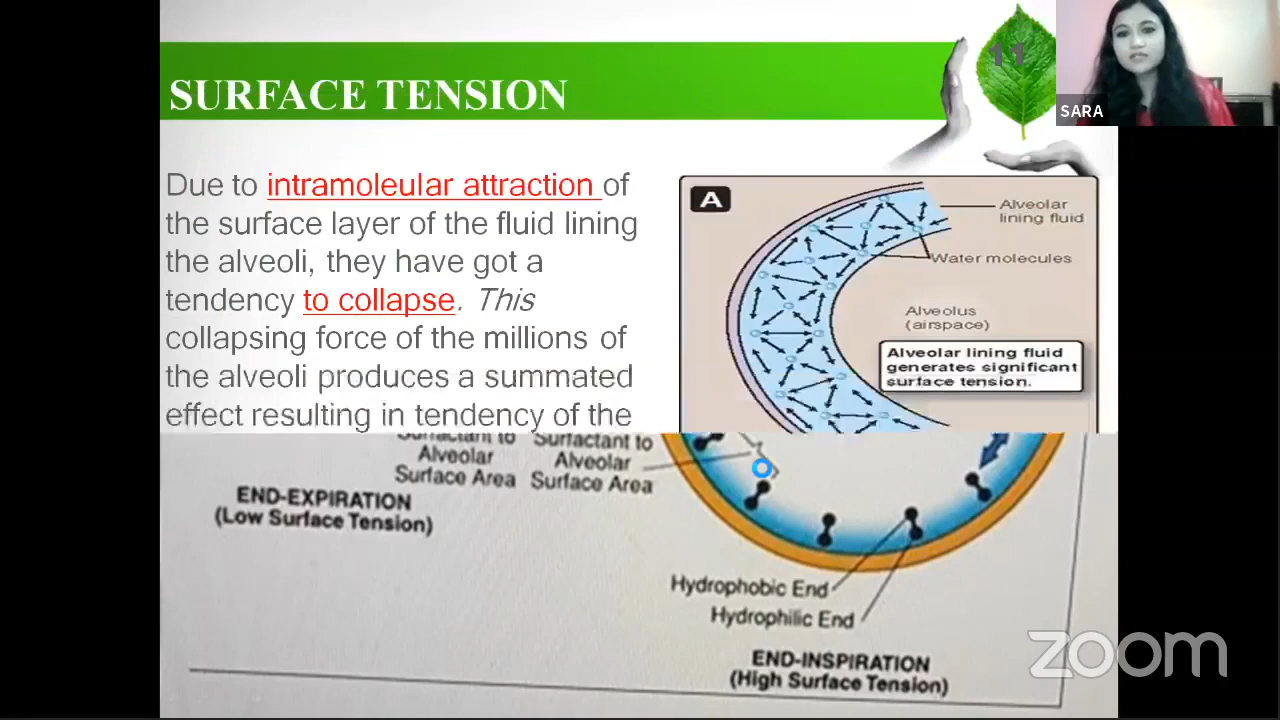 11
SARA
SURFACE TENSION
Due to intramoleular attraction of
the surface layer of the fluid lining
the alveoli, they have got a
tendency to collapse. This
collapsing force of the millions of
the alveoli produces a summated
effect resulting in tendency of the
A
Alveolar
lining fluid
Water molecules
Alveolus
(airspace)
Alveolar lining fluid
generates significant
surface tension.
Surfactant to
Alveolar
Surface Area
Surfactant to
Alveolar
Surface Area
END-EXPIRATION
(Low Surface Tension)
Hydrophobic End
Hydrophilic End
END-INSPIRATION
(High Surface Tension)
zoom